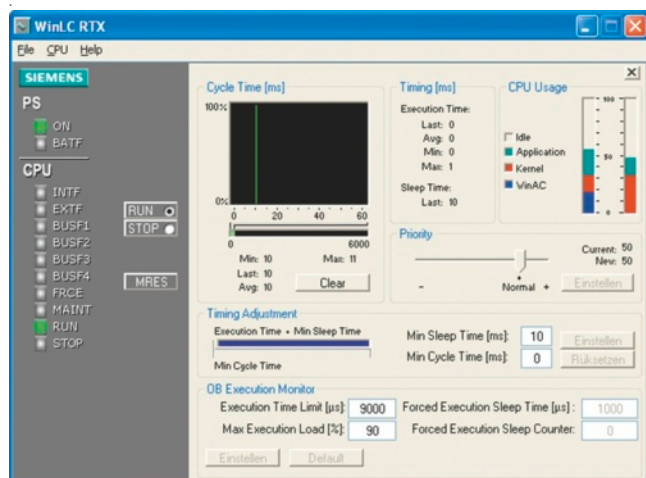 WinLC RTX
File CPU Help
SIEMENS
PS
ON
BATF
CPU
INTF
EXTF
BUSF1
BUSF2
BUSF3
BUSF4
FRCE
MAINT
RUN
STOP
RUN
STOP
MRES
Cycle Time [ms]
100%
0%
0 20 40 60
0 6000
Min: 10 Max: 11
Last: 10
Avg: 10
Clear
Timing [ms]
Execution Time:
Last: 0
Avg: 0
Min: 0
Max: 1
Sleep Time:
Last: 10
CPU Usage
Idle
Application
Kernel
WinAC
100
50
0
Priority
Current: 50
New: 50
- Normal +
Einstellen
Timing Adjustment
Execution Time + Min Sleep Time
Min Cycle Time
Min Sleep Time [ms]: 10
Einstellen
Min Cycle Time [ms]: 0
Rüksetzen
OB Execution Monitor
Execution Time Limit [µs]: 9000
Forced Execution Sleep Time [µs] : 1000
Max Execution Load [%]: 90
Forced Execution Sleep Counter: 0
Einstellen
Default